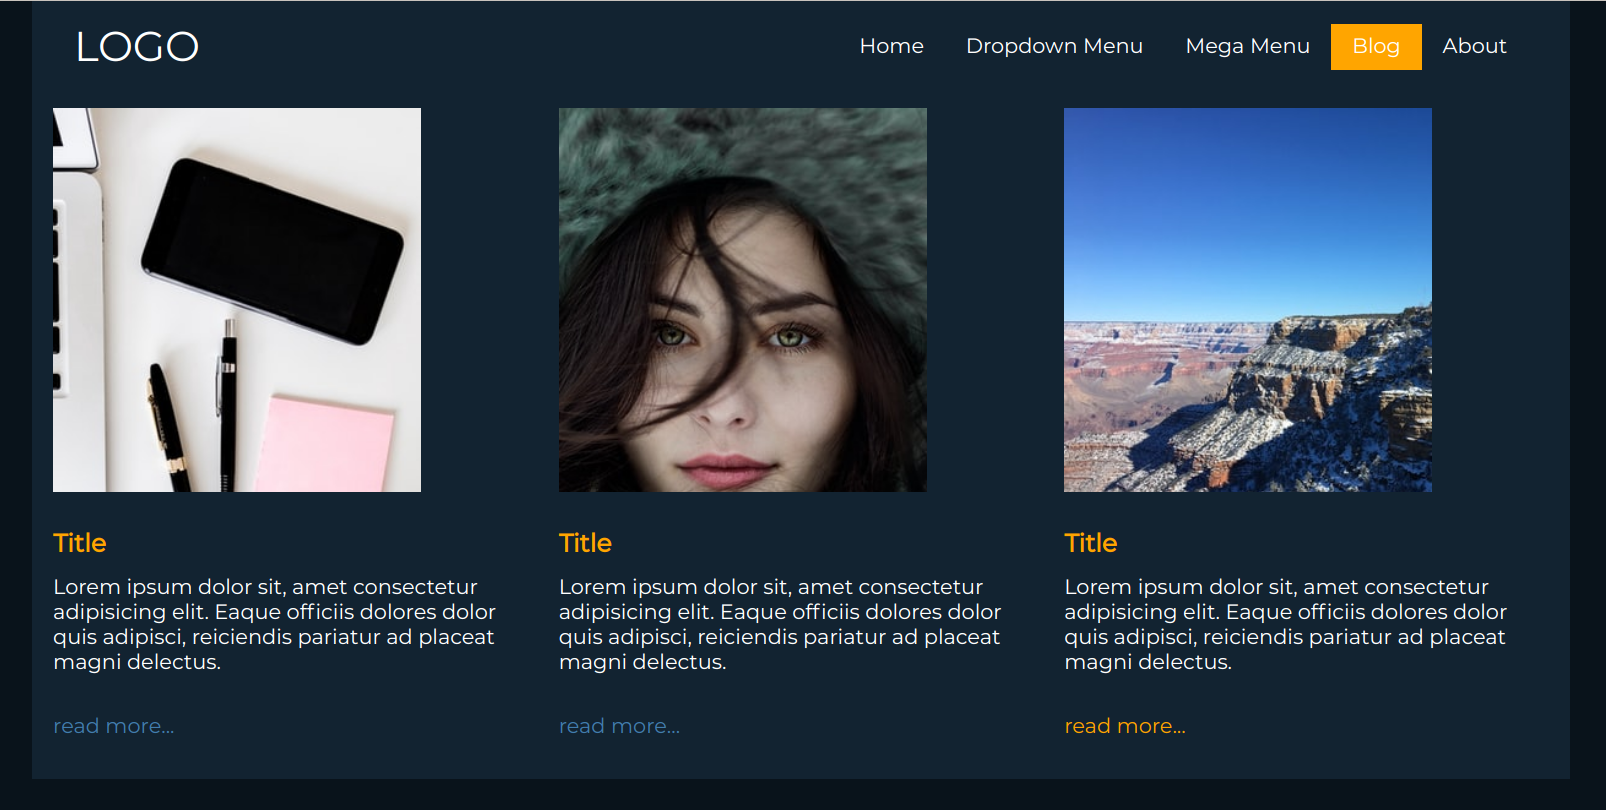 LOGO
Home Dropdown Menu Mega Menu Blog About
Title
Lorem ipsum dolor sit, amet consectetur
adipisicing elit. Eaque officiis dolores dolor
quis adipisci, reiciendis pariatur ad placeat
magni delectus.
read more...
Title
Lorem ipsum dolor sit, amet consectetur
adipisicing elit. Eaque officiis dolores dolor
quis adipisci, reiciendis pariatur ad placeat
magni delectus.
read more...
Title
Lorem ipsum dolor sit, amet consectetur
adipisicing elit. Eaque officiis dolores dolor
quis adipisci, reiciendis pariatur ad placeat
magni delectus.
read more...